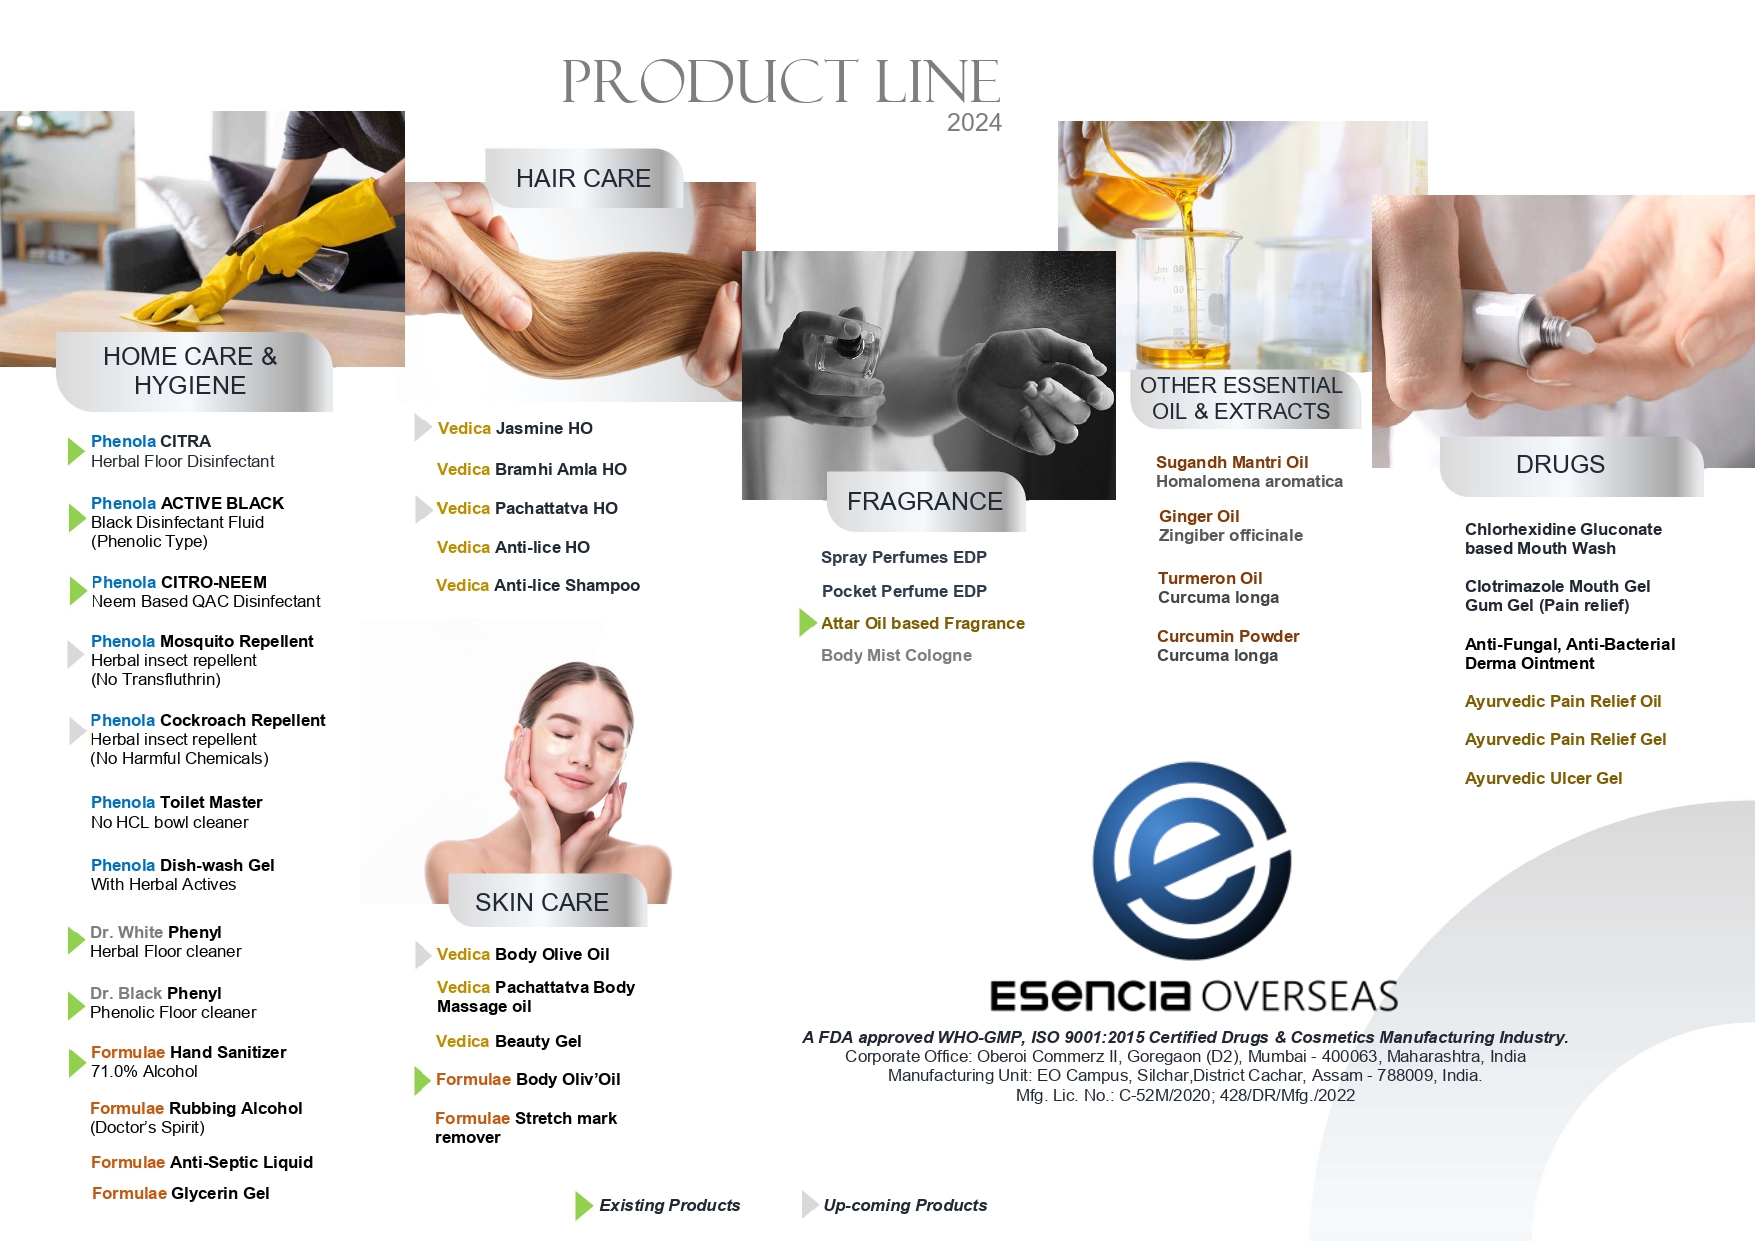 PRODUCT LINE
2024
HOME CARE &
HYGIENE
Phenola CITRA
Herbal Floor Disinfectant
Phenola ACTIVE BLACK
Black Disinfectant Fluid
(Phenolic Type)
Phenola CITRO-NEEM
Neem Based QAC Disinfectant
Phenola Mosquito Repellent
Herbal insect repellent
(No Transfluthrin)
Phenola Cockroach Repellent
Herbal insect repellent
(No Harmful Chemicals)
Phenola Toilet Master
No HCL bowl cleaner
Phenola Dish-wash Gel
With Herbal Actives
Dr. White Phenyl
Herbal Floor cleaner
Dr. Black Phenyl
Phenolic Floor cleaner
Formulae Hand Sanitizer
71.0% Alcohol
Formulae Rubbing Alcohol
(Doctor's Spirit)
Formulae Anti-Septic Liquid
Formulae Glycerin Gel
HAIR CARE
Vedica Jasmine HO
Vedica Bramhi Amla HO
Vedica Pachattatva HO
Vedica Anti-lice HO
Vedica Anti-lice Shampoo
SKIN CARE
Vedica Body Olive Oil
Vedica Pachattatva Body
Massage oil
Vedica Beauty Gel
Formulae Body Oliv'Oil
Formulae Stretch mark
remover
FRAGRANCE
Spray Perfumes EDP
Pocket Perfume EDP
Attar Oil based Fragrance
Body Mist Cologne
OTHER ESSENTIAL
OIL & EXTRACTS
Sugandh Mantri Oil
Homalomena aromatica
Ginger Oil
Zingiber officinale
Turmeron Oil
Curcuma longa
Curcumin Powder
Curcuma longa
DRUGS
Chlorhexidine Gluconate
based Mouth Wash
Clotrimazole Mouth Gel
Gum Gel (Pain relief)
Anti-Fungal, Anti-Bacterial
Derma Ointment
Ayurvedic Pain Relief Oil
Ayurvedic Pain Relief Gel
Ayurvedic Ulcer Gel
ESENCIA OVERSEAS
A FDA approved WHO-GMP, ISO 9001:2015 Certified Drugs & Cosmetics Manufacturing Industry.
Corporate Office: Oberoi Commerz II, Goregaon (D2), Mumbai - 400063, Maharashtra, India
Manufacturing Unit: EO Campus, Silchar,District Cachar, Assam - 788009, India.
Mfg. Lic. No.: C-52M/2020; 428/DR/Mfg./2022
Existing Products
Up-coming Products